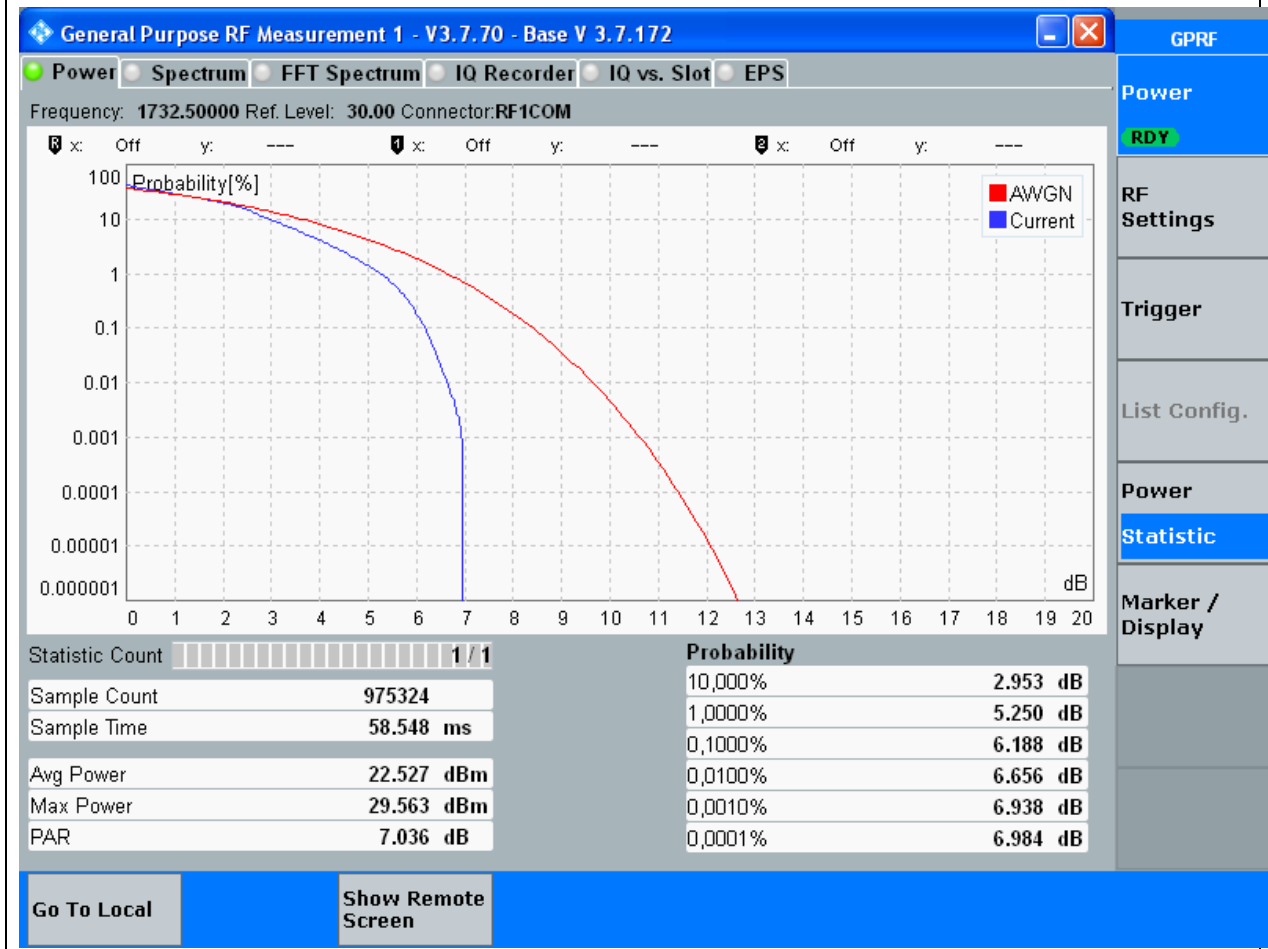 General Purpose RF Measurement 1 - V3.7.70 - Base V 3.7.172
GPRF
Power Spectrum FFT Spectrum IQ Recorder IQ vs. Slot EPS
Power
RDY
Frequency: 1732.50000 Ref. Level: 30.00 Connector:RF1COM
R x: Off y: --- 1 x: Off y: --- 2 x: Off y: ---
Probability[%]
AWGN
Current
100
10
1
0.1
0.01
0.001
0.0001
0.00001
0.000001
dB
0 1 2 3 4 5 6 7 8 9 10 11 12 13 14 15 16 17 18 19 20
RF
Settings
Trigger
List Config.
Power
Statistic
Marker /
Display
Statistic Count 1 / 1
Sample Count 975324
Sample Time 58.548 ms
Avg Power 22.527 dBm
Max Power 29.563 dBm
PAR 7.036 dB
Probability
10,000% 2.953 dB
1,0000% 5.250 dB
0,1000% 6.188 dB
0,0100% 6.656 dB
0,0010% 6.938 dB
0,0001% 6.984 dB
Go To Local
Show Remote
Screen